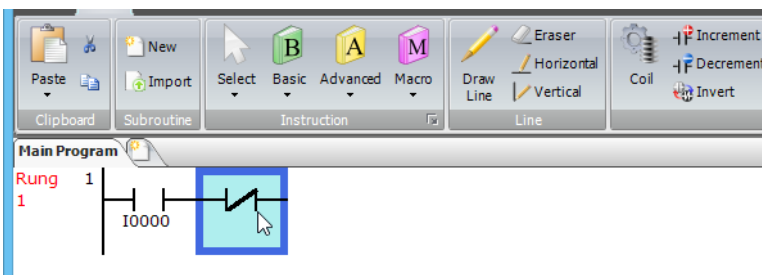 New
Import
Paste
Select
Basic
Advanced
Macro
Draw
Line
Eraser
Horizontal
Vertical
Coil
Increment
Decrement
Invert
Clipboard
Subroutine
Instruction
Line
B
A
M
Main Program
Rung 1
1
I0000